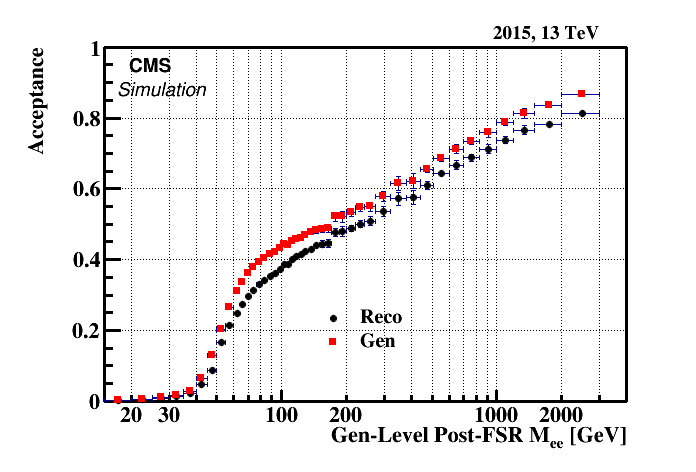 2015, 13 TeV
Acceptance
1
0.8
0.6
0.4
0.2
0
CMS
Simulation
Reco
Gen
20 30 100 200 1000 2000
Gen-Level Post-FSR Mee [GeV]